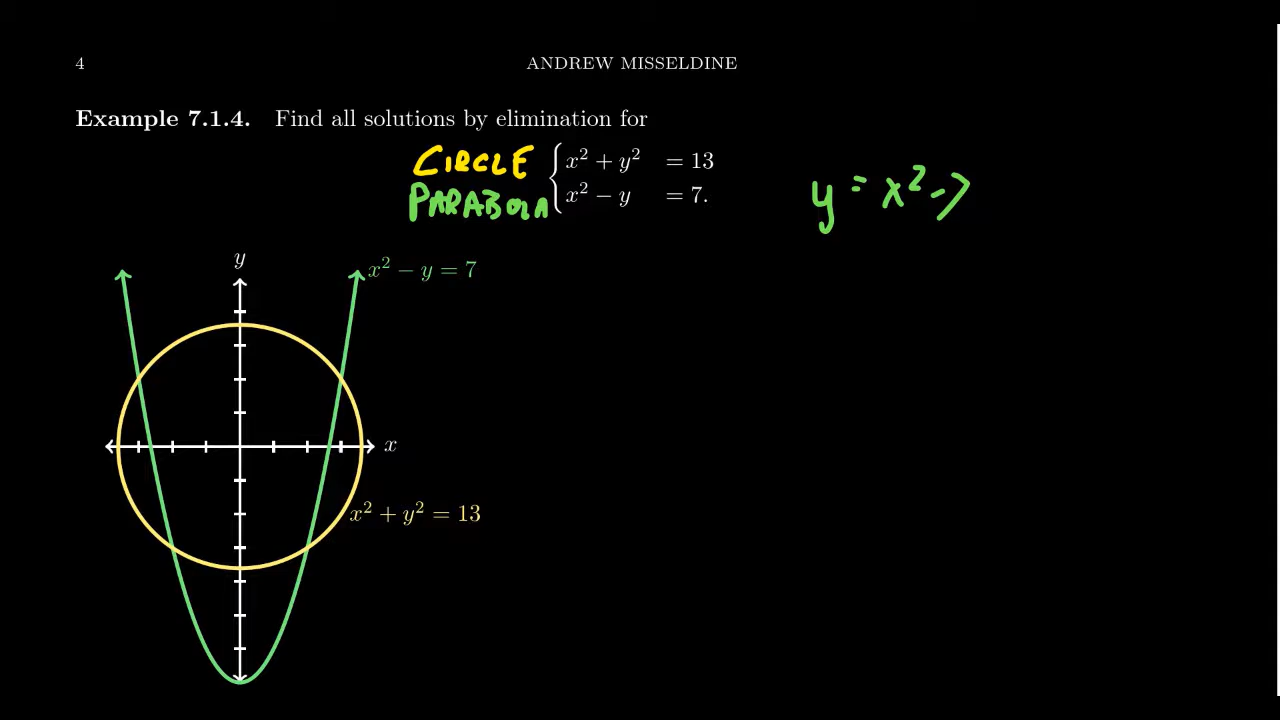 4 ANDREW MISSELDINE
Example 7.1.4. Find all solutions by elimination for
CIRCLE x² + y² = 13
PARABOLA x² − y = 7.
y = x² - 7
y
x² − y = 7
x
x² + y² = 13